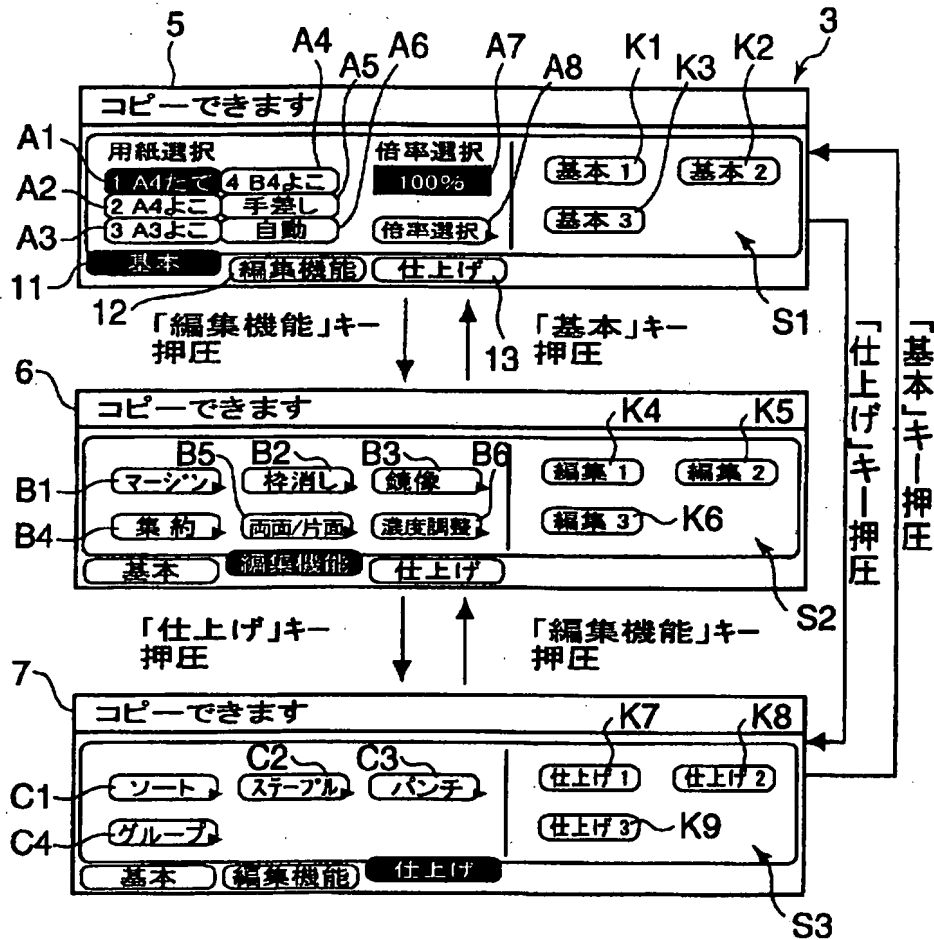 5 A4 A6 A7 K1 K2 3
A5 A8 K3
コピーできます
A1 用紙選択 倍率選択
1 A4たて 4 B4よこ 100% 基本 1 基本 2
A2 2 A4よこ 手差し
A3 3 A3よこ 自動 倍率選択 基本 3
11 基本 編集機能 仕上げ
12 「編集機能」キー押圧 「基本」キー押圧 13 S1
「仕上げ」キー押圧 「基本」キー押圧
6 コピーできます K4 K5
B5 B2 B3 B6
B1 マージン 枠消し 鏡像 編集 1 編集 2
B4 集約 両面/片面 濃度調整 編集 3 K6
基本 編集機能 仕上げ
S2
「仕上げ」キー 「編集機能」キー
押圧 押圧
7 コピーできます K7 K8
C2 C3
C1 ソート ステープル パンチ 仕上げ 1 仕上げ 2
C4 グループ 仕上げ 3 K9
基本 編集機能 仕上げ
S3